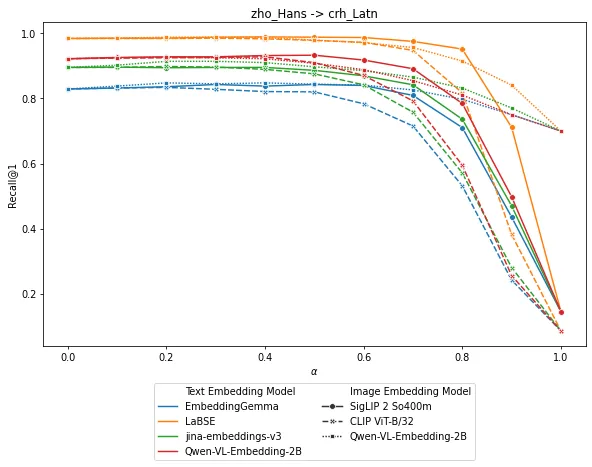 zho_Hans -> crh_Latn
1.0
0.8
0.6
0.4
0.2
Recall@1
0.0 0.2 0.4 0.6 0.8 1.0
α
Text Embedding Model Image Embedding Model
EmbeddingGemma SigLIP 2 So400m
LaBSE CLIP ViT-B/32
jina-embeddings-v3 Qwen-VL-Embedding-2B
Qwen-VL-Embedding-2B